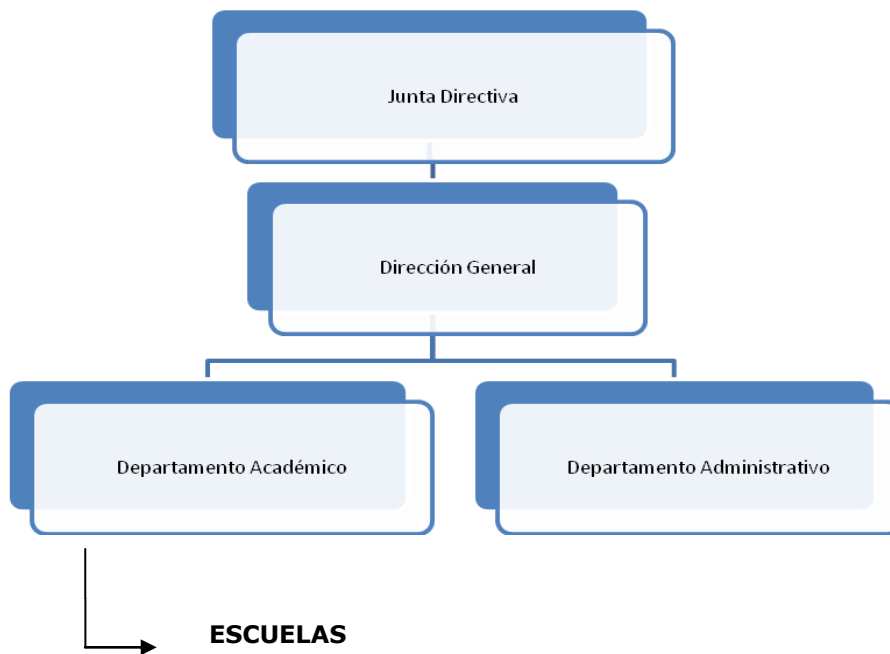 Junta Directiva
Dirección General
Departamento Académico
Departamento Administrativo
ESCUELAS